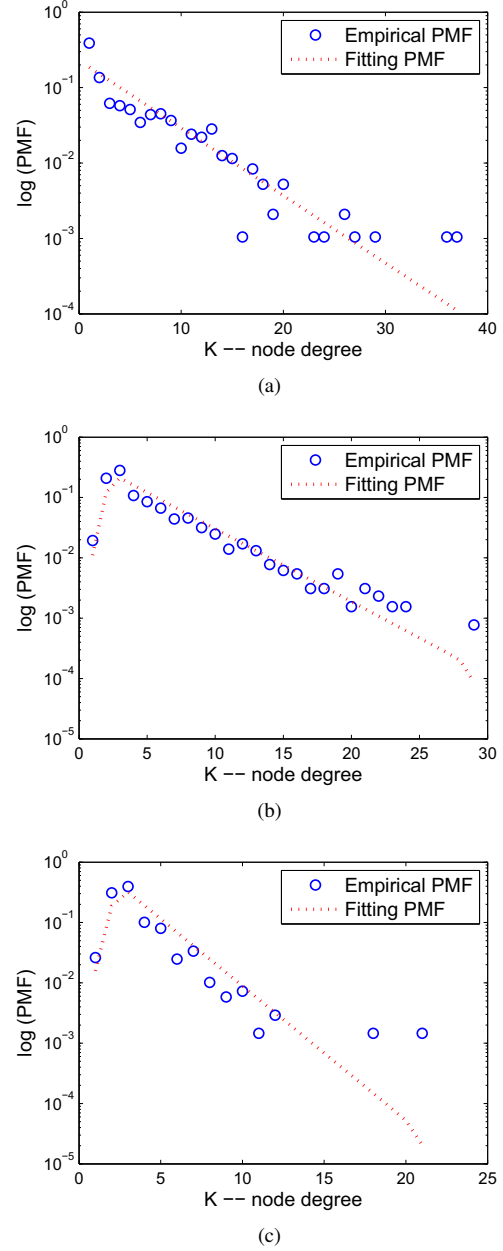 10^0
10^-1
10^-2
10^-3
10^-4
log (PMF)
Empirical PMF
Fitting PMF
0 10 20 30 40
K −− node degree
(a)
10^0
10^-1
10^-2
10^-3
10^-4
10^-5
log (PMF)
Empirical PMF
Fitting PMF
0 5 10 15 20 25 30
K −− node degree
(b)
10^0
10^-1
10^-2
10^-3
10^-4
10^-5
log (PMF)
Empirical PMF
Fitting PMF
0 5 10 15 20 25
K −− node degree
(c)